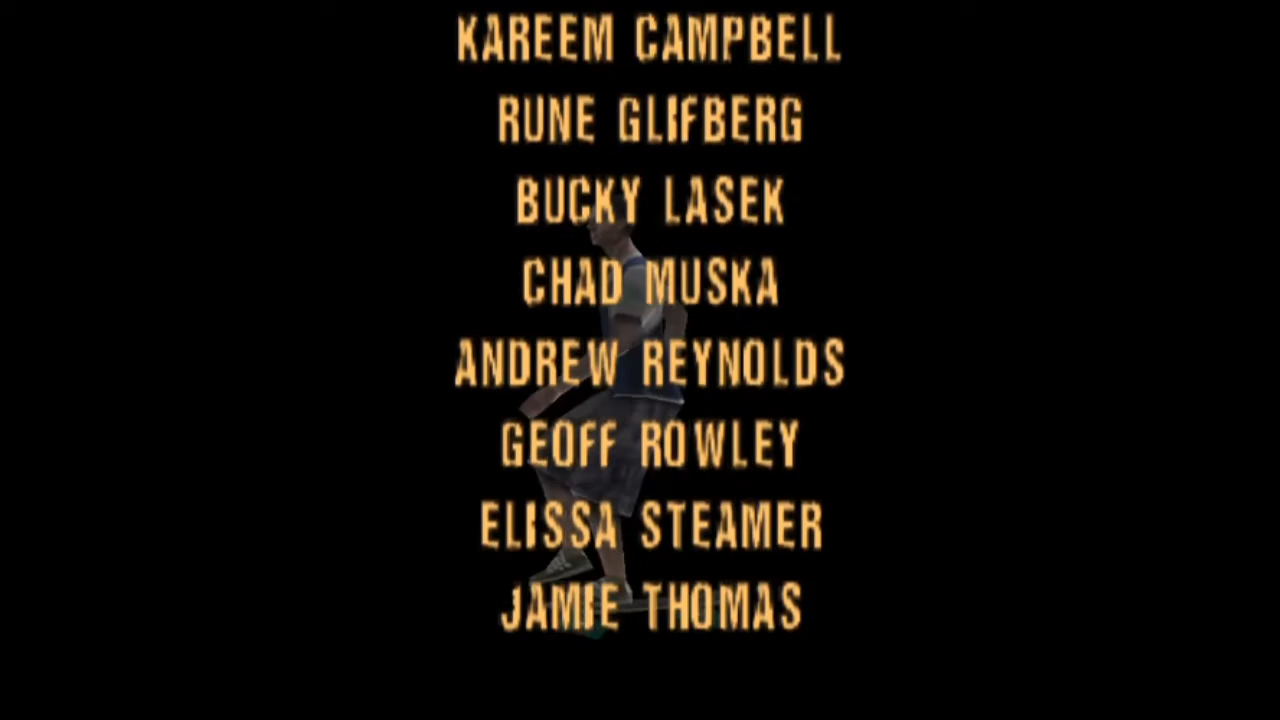 KAREEM CAMPBELL
RUNE GLIFBERG
BUCKY LASEK
CHAD MUSKA
ANDREW REYNOLDS
GEOFF ROWLEY
ELISSA STEAMER
JAMIE THOMAS